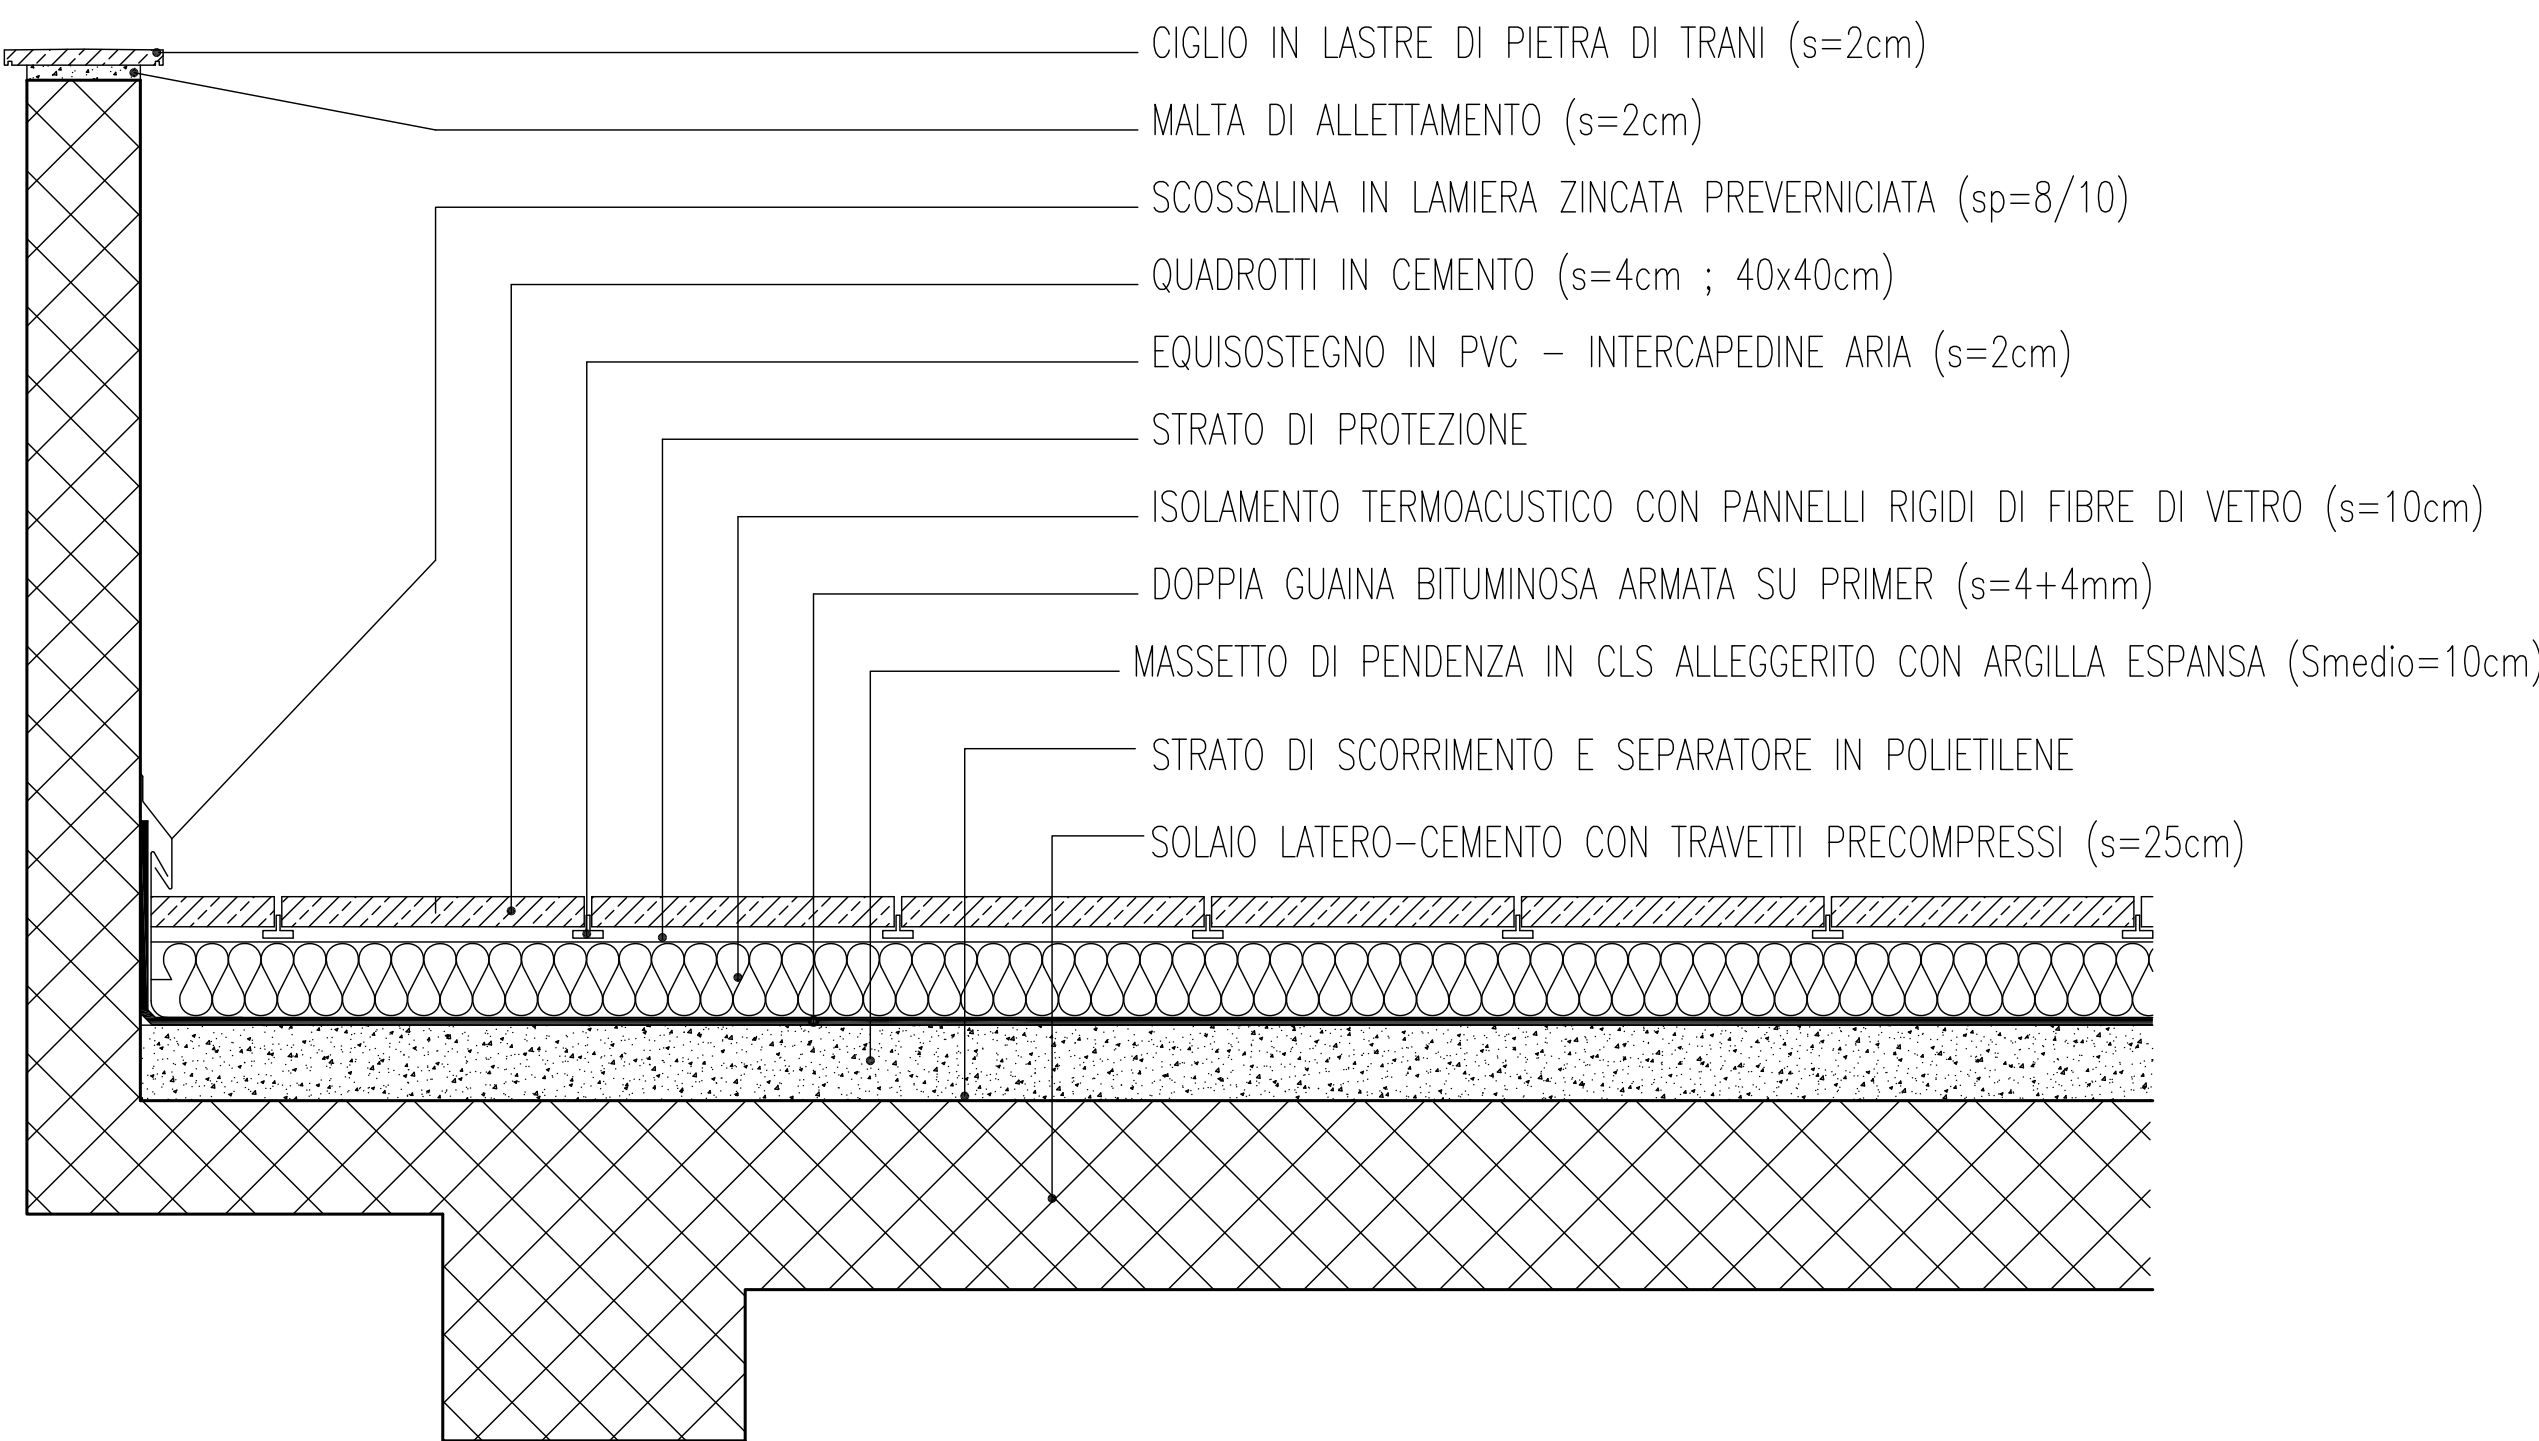 CIGLIO IN LASTRE DI PIETRA DI TRANI (s=2cm)
MALTA DI ALLETTAMENTO (s=2cm)
SCOSSALINA IN LAMIERA ZINCATA PREVERNICIATA (sp=8/10)
QUADROTTI IN CEMENTO (s=4cm ; 40x40cm)
EQUISOSTEGNO IN PVC – INTERCAPEDINE ARIA (s=2cm)
STRATO DI PROTEZIONE
ISOLAMENTO TERMOACUSTICO CON PANNELLI RIGIDI DI FIBRE DI VETRO (s=10cm)
DOPPIA GUAINA BITUMINOSA ARMATA SU PRIMER (s=4+4mm)
MASSETTO DI PENDENZA IN CLS ALLEGGERITO CON ARGILLA ESPANSA (Smedio=10cm)
STRATO DI SCORRIMENTO E SEPARATORE IN POLIETILENE
SOLAIO LATERO-CEMENTO CON TRAVETTI PRECOMPRESSI (s=25cm)